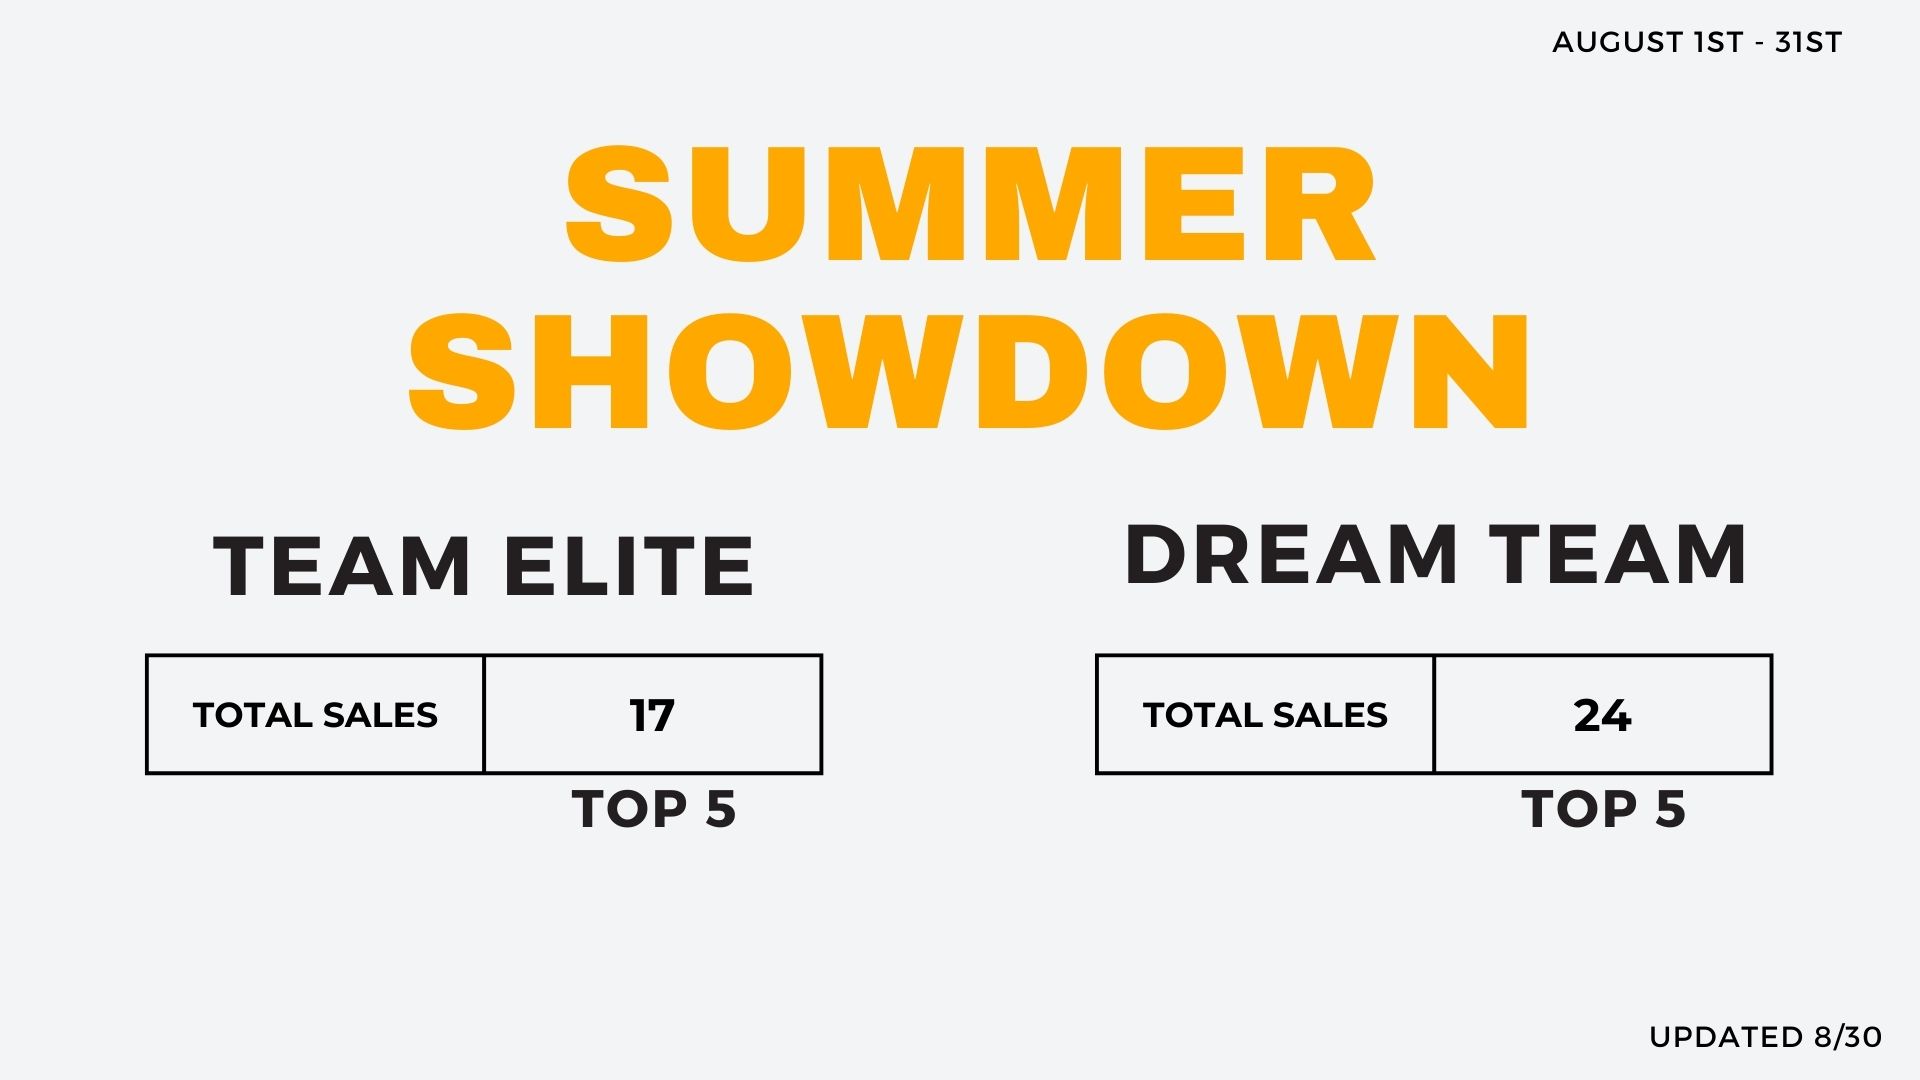 AUGUST 1ST - 31ST
SUMMER
SHOWDOWN
TEAM ELITE
TOTAL SALES 17
TOP 5
DREAM TEAM
TOTAL SALES 24
TOP 5
UPDATED 8/30